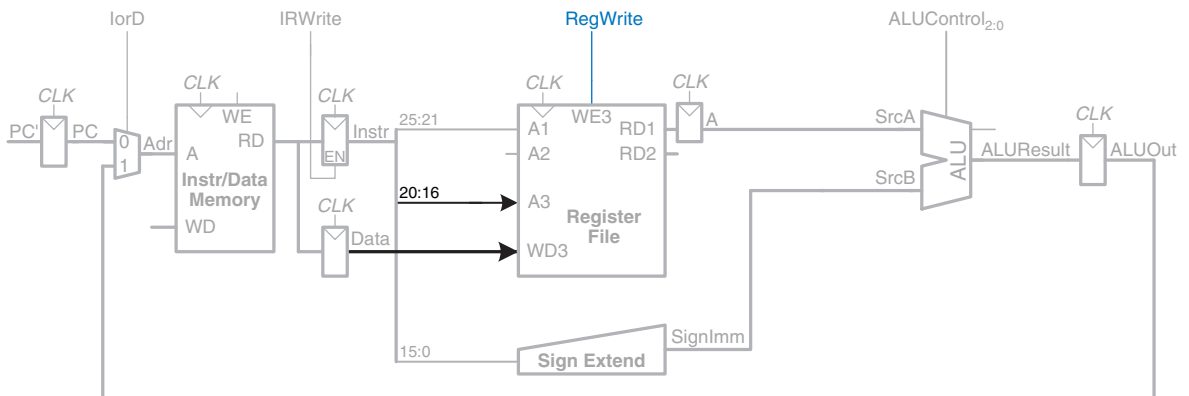 IorD IRWrite RegWrite ALUControl2:0
CLK CLK CLK CLK CLK CLK
PC' PC 0 1 Adr
WE
A RD
Instr/Data
Memory
WD
EN
Instr
CLK
Data
25:21
20:16
15:0
A1 WE3 RD1
A2 RD2
A3
Register
File
WD3
A
SrcA
SrcB
ALU
ALUResult
ALUOut
Sign Extend
SignImm